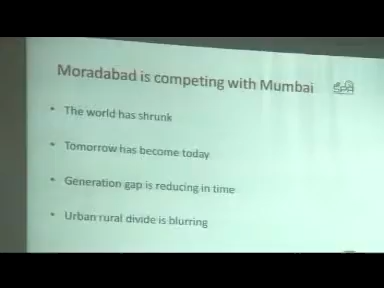 Moradabad is competing with Mumbai
• The world has shrunk
• Tomorrow has become today
• Generation gap is reducing in time
• Urban rural divide is blurring